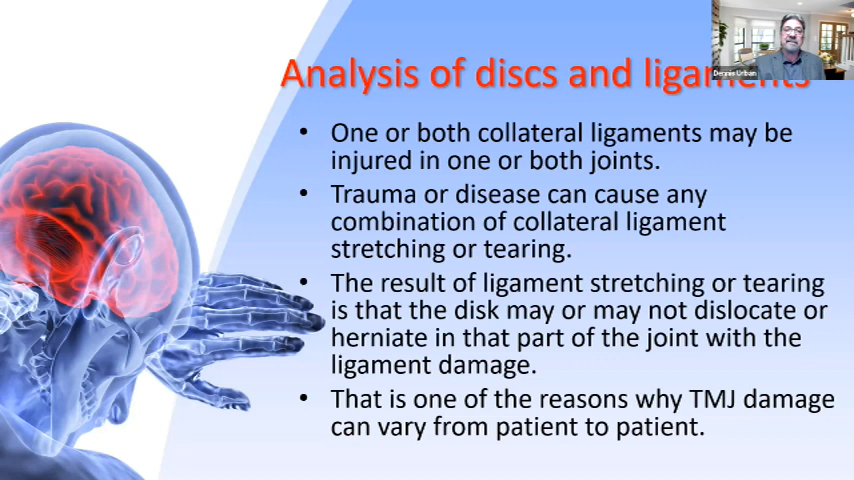 Analysis of discs and ligaments
Dennis Urban
• One or both collateral ligaments may be
injured in one or both joints.
• Trauma or disease can cause any
combination of collateral ligament
stretching or tearing.
• The result of ligament stretching or tearing
is that the disk may or may not dislocate or
herniate in that part of the joint with the
ligament damage.
• That is one of the reasons why TMJ damage
can vary from patient to patient.